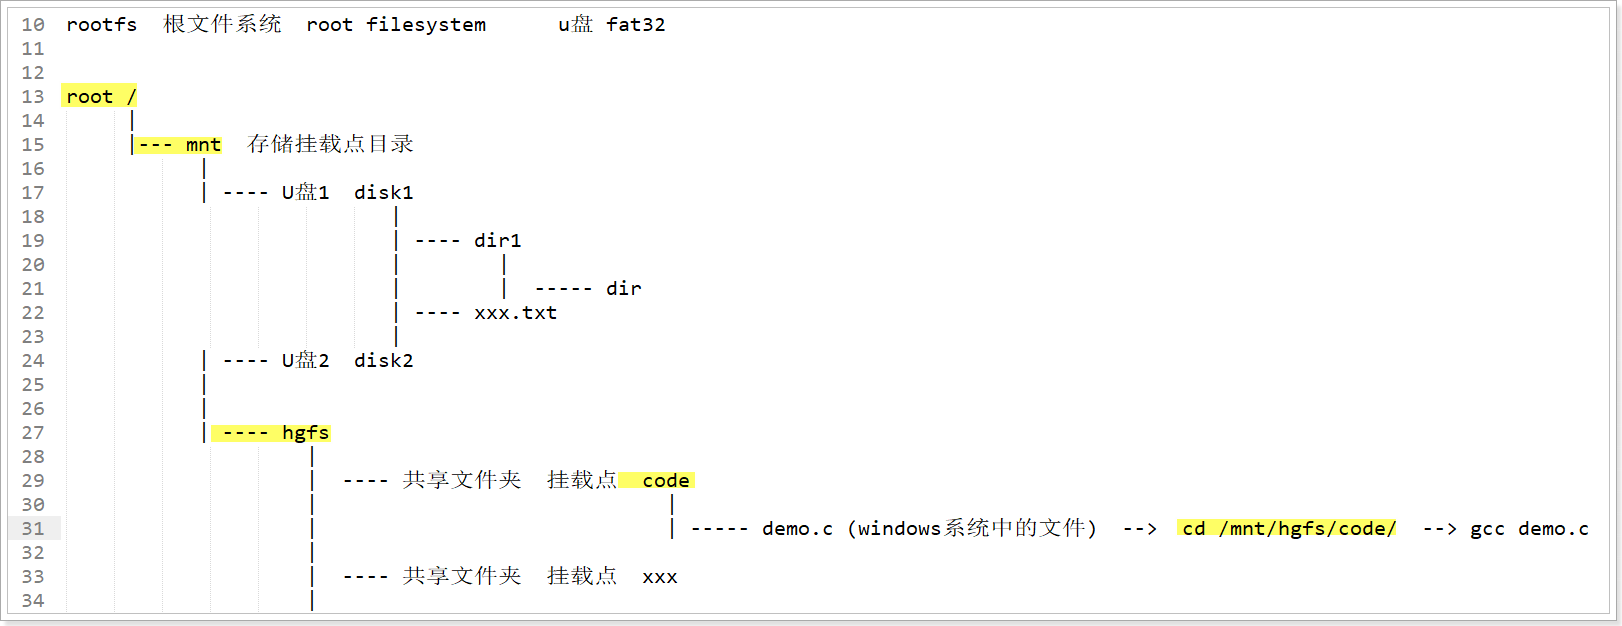 10 rootfs 根文件系统 root filesystem u盘 fat32
11
12
13 root /
14 |
15 |--- mnt 存储挂载点目录
16 |
17 | ---- U盘1 disk1
18 |
19 | ---- dir1
20 | |
21 | | ----- dir
22 | ---- xxx.txt
23 |
24 | ---- U盘2 disk2
25 |
26 |
27 | ---- hgfs
28 |
29 | ---- 共享文件夹 挂载点 code
30 | |
31 | | ----- demo.c (windows系统中的文件) --> cd /mnt/hgfs/code/ --> gcc demo.c
32 |
33 | ---- 共享文件夹 挂载点 xxx
34 |